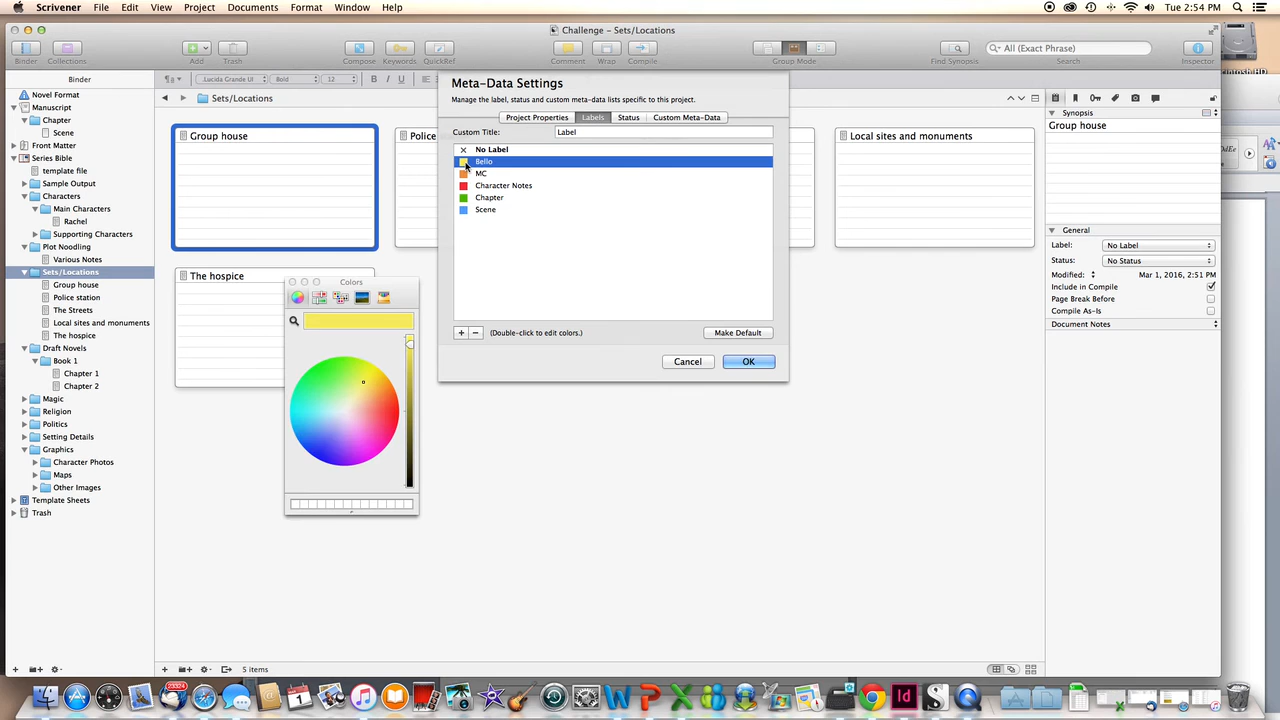 Scrivener File Edit View Project Documents Format Window Help
Tue 2:54 PM
Challenge - Sets/Locations
Binder Collections Add Trash Compose Keywords QuickRef Comment Wrap Compile Find Synopsis Search Inspector
All (Exact Phrase)
Binder
Lucida Grande UI Bold 12 B I U
Sets/Locations
Novel Format
Manuscript
Chapter
Scene
Front Matter
Series Bible
template file
Sample Output
Characters
Main Characters
Rachel
Supporting Characters
Plot Noodling
Various Notes
Sets/Locations
Group house
Police station
The Streets
Local sites and monuments
The hospice
Draft Novels
Book 1
Chapter 1
Chapter 2
Magic
Religion
Politics
Setting Details
Graphics
Character Photos
Maps
Other Images
Template Sheets
Trash
Group house
Police
Local sites and monuments
The hospice
Meta-Data Settings
Manage the label, status and custom meta-data lists specific to this project.
Project Properties Labels Status Custom Meta-Data
Custom Title: Label
No Label
Bello
MC
Character Notes
Chapter
Scene
+ − (Double-click to edit colors.) Make Default
Cancel OK
Colors
5 items
Synopsis
Group house
General
Label: No Label
Status: No Status
Modified: Mar 1, 2016, 2:51 PM
Include in Compile
Page Break Before
Compile As-Is
Document Notes
23324